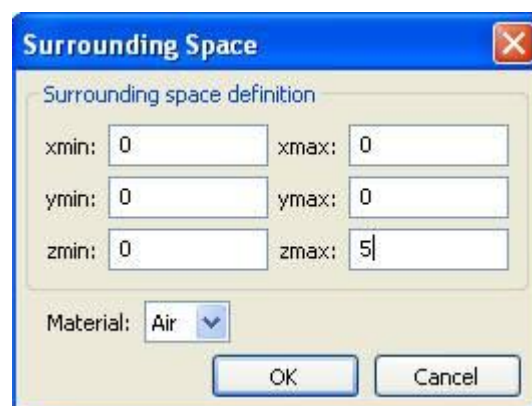 Surrounding Space
Surrounding space definition
xmin: 0 xmax: 0
ymin: 0 ymax: 0
zmin: 0 zmax: 5
Material: Air
OK Cancel